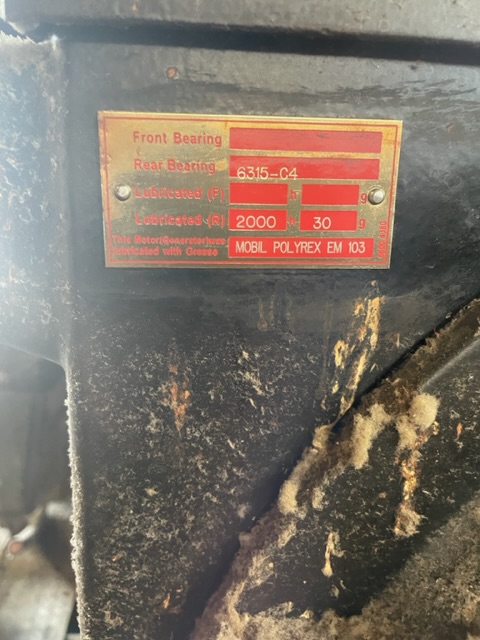 Front Bearing
Rear Bearing 6315-C4
Lubricated (F) h g
Lubricated (R) 2000 h 30 g
This Motor(Generator)was
lubricated with Grease MOBIL POLYREX EM 103